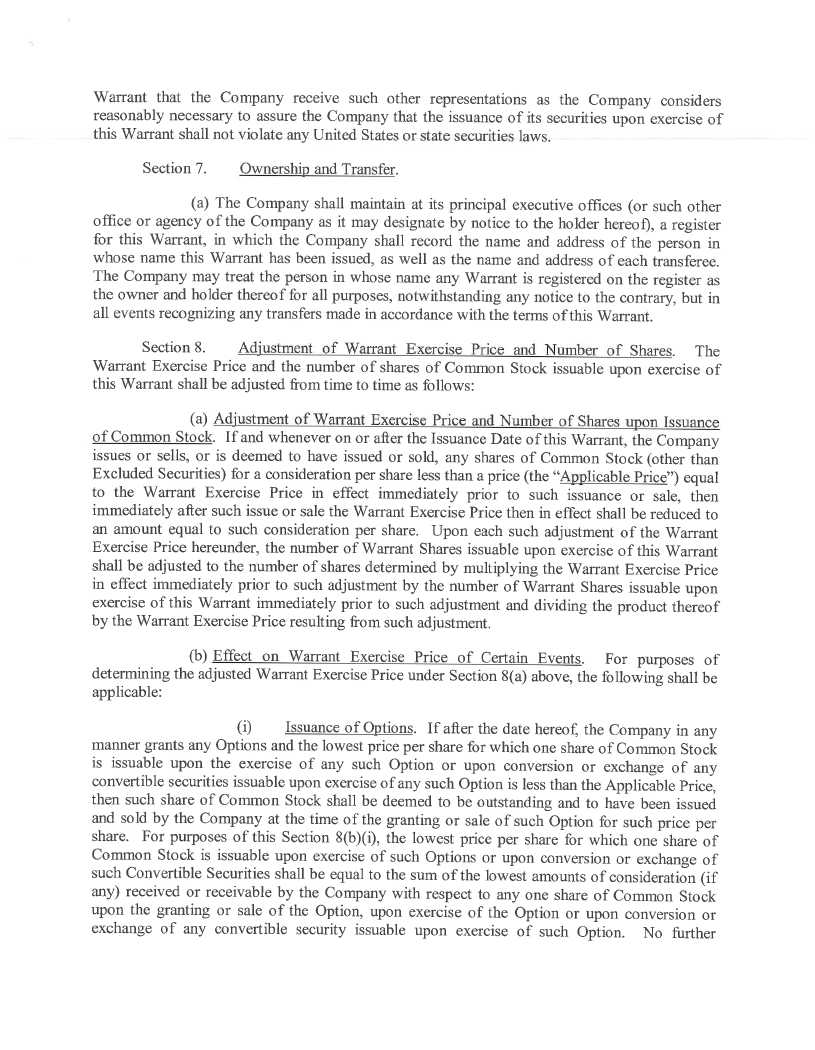 Warrant that the Company receive such other representations as the Company considers
reasonably necessary to assure the Company that the issuance of its securities upon exercise of
this Warrant shall not violate any United States or state securities laws.
Section 7. Ownership and Transfer.
(a) The Company shall maintain at its principal executive offices (or such other
office or agency of the Company as it may designate by notice to the holder hereof), a register
for this Warrant, in which the Company shall record the name and address of the person in
whose name this Warrant has been issued, as well as the name and address of each transferee.
The Company may treat the person in whose name any Warrant is registered on the register as
the owner and holder thereof for all purposes, notwithstanding any notice to the contrary, but in
all events recognizing any transfers made in accordance with the terms of this Warrant.
Section 8. Adjustment of Warrant Exercise Price and Number of Shares. The
Warrant Exercise Price and the number of shares of Common Stock issuable upon exercise of
this Warrant shall be adjusted from time to time as follows:
(a) Adjustment of Warrant Exercise Price and Number of Shares upon Issuance
of Common Stock. If and whenever on or after the Issuance Date of this Warrant, the Company
issues or sells, or is deemed to have issued or sold, any shares of Common Stock (other than
Excluded Securities) for a consideration per share less than a price (the “Applicable Price”) equal
to the Warrant Exercise Price in effect immediately prior to such issuance or sale, then
immediately after such issue or sale the Warrant Exercise Price then in effect shall be reduced to
an amount equal to such consideration per share. Upon each such adjustment of the Warrant
Exercise Price hereunder, the number of Warrant Shares issuable upon exercise of this Warrant
shall be adjusted to the number of shares determined by multiplying the Warrant Exercise Price
in effect immediately prior to such adjustment by the number of Warrant Shares issuable upon
exercise of this Warrant immediately prior to such adjustment and dividing the product thereof
by the Warrant Exercise Price resulting from such adjustment.
(b) Effect on Warrant Exercise Price of Certain Events. For purposes of
determining the adjusted Warrant Exercise Price under Section 8(a) above, the following shall be
applicable:
(i) Issuance of Options. If after the date hereof, the Company in any
manner grants any Options and the lowest price per share for which one share of Common Stock
is issuable upon the exercise of any such Option or upon conversion or exchange of any
convertible securities issuable upon exercise of any such Option is less than the Applicable Price,
then such share of Common Stock shall be deemed to be outstanding and to have been issued
and sold by the Company at the time of the granting or sale of such Option for such price per
share. For purposes of this Section 8(b)(i), the lowest price per share for which one share of
Common Stock is issuable upon exercise of such Options or upon conversion or exchange of
such Convertible Securities shall be equal to the sum of the lowest amounts of consideration (if
any) received or receivable by the Company with respect to any one share of Common Stock
upon the granting or sale of the Option, upon exercise of the Option or upon conversion or
exchange of any convertible security issuable upon exercise of such Option. No further